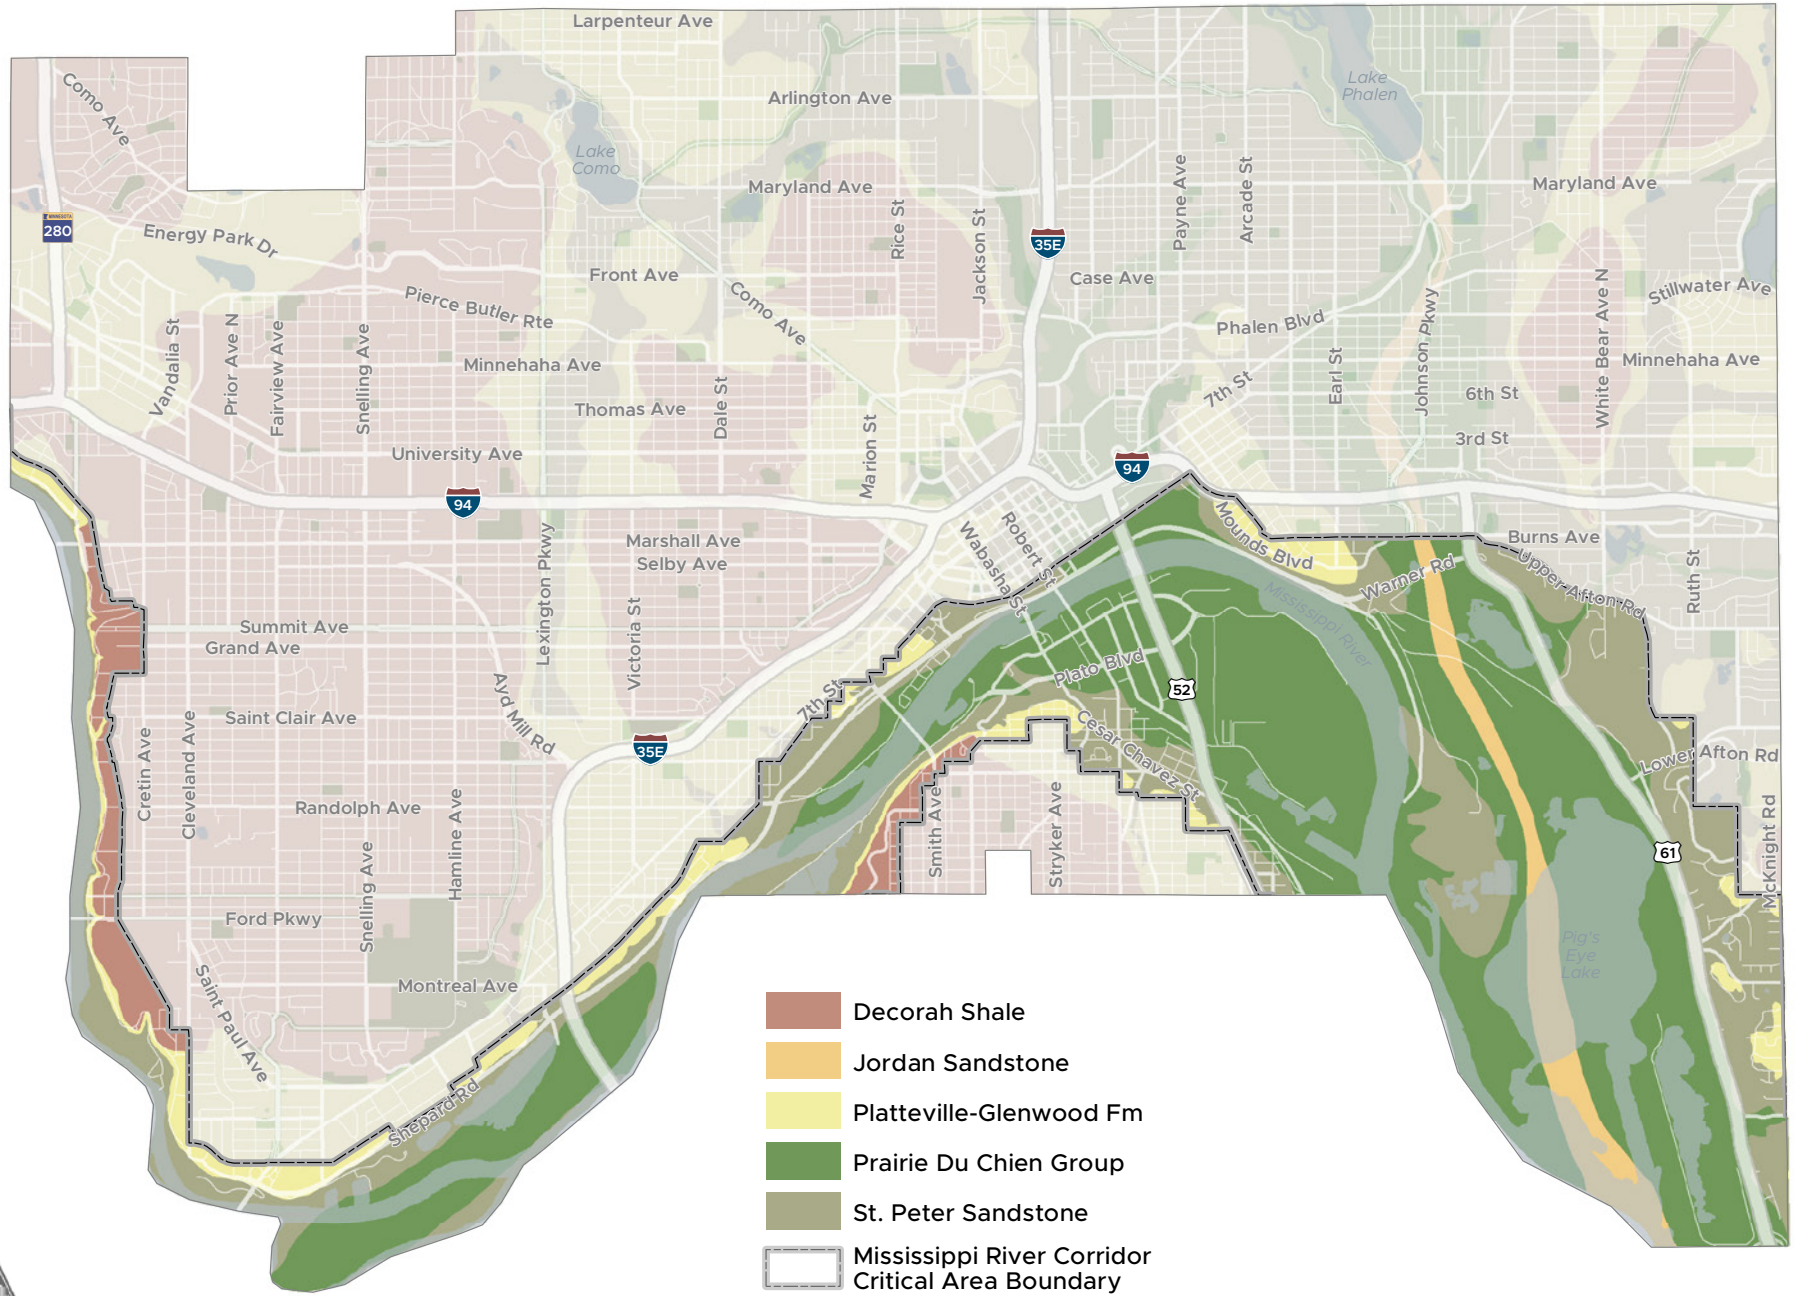 Larpenteur Ave
Como Ave
Arlington Ave
Lake
Phalen
Lake
Como
Maryland Ave
Maryland Ave
Rice St
Jackson St
Payne Ave
Arcade St
MINNESOTA
280
Energy Park Dr
35E
Front Ave
Case Ave
Stillwater Ave
Pierce Butler Rte
Como Ave
Phalen Blvd
Johnson Pkwy
White Bear Ave N
Vandalia St
Prior Ave N
Fairview Ave
Snelling Ave
Minnehaha Ave
Minnehaha Ave
Dale St
Earl St
7th St
6th St
Thomas Ave
Marion St
University Ave
3rd St
94
94
Marshall Ave
Selby Ave
Lexington Pkwy
Victoria St
Wabasha St
Robert St
Mounds Blvd
Burns Ave
Upper Afton Rd
Ruth St
Warner Rd
Mississippi River
Summit Ave
Grand Ave
Plato Blvd
52
Ayd Mill Rd
7th St
Saint Clair Ave
Cretin Ave
Cleveland Ave
35E
Cesar Chavez St
Lower Afton Rd
Randolph Ave
Hamline Ave
Snelling Ave
Smith Ave
Stryker Ave
McKnight Rd
61
Ford Pkwy
Pig's
Eye
Lake
Montreal Ave
Saint Paul Ave
Shepard Rd
Decorah Shale
Jordan Sandstone
Platteville-Glenwood Fm
Prairie Du Chien Group
St. Peter Sandstone
Mississippi River Corridor
Critical Area Boundary